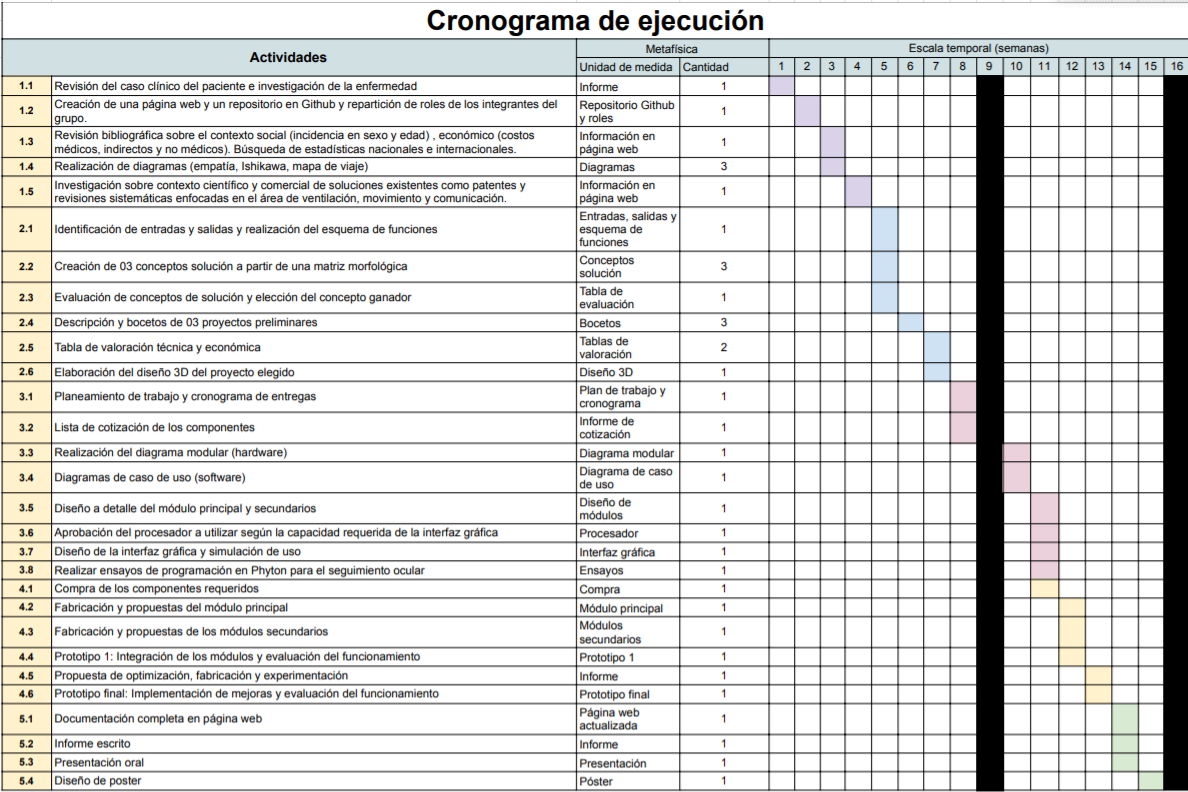 Cronograma de ejecución
Actividades
Metafísica
Escala temporal (semanas)
Unidad de medida Cantidad 1 2 3 4 5 6 7 8 9 10 11 12 13 14 15 16
1.1 Revisión del caso clínico del paciente e investigación de la enfermedad Informe 1
1.2 Creación de una página web y un repositorio en Github y repartición de roles de los integrantes del
grupo.
Repositorio Github
y roles
1
1.3 Revisión bibliográfica sobre el contexto social (incidencia en sexo y edad) , económico (costos
médicos, indirectos y no médicos). Búsqueda de estadísticas nacionales e internacionales.
Información en
página web
1
1.4 Realización de diagramas (empatía, Ishikawa, mapa de viaje) Diagramas 3
1.5 Investigación sobre contexto científico y comercial de soluciones existentes como patentes y
revisiones sistemáticas enfocadas en el área de ventilación, movimiento y comunicación.
Información en
página web
1
2.1 Identificación de entradas y salidas y realización del esquema de funciones
Entradas, salidas y
esquema de
funciones
1
2.2 Creación de 03 conceptos solución a partir de una matriz morfológica
Conceptos
solución
3
2.3 Evaluación de conceptos de solución y elección del concepto ganador
Tabla de
evaluación
1
2.4 Descripción y bocetos de 03 proyectos preliminares Bocetos 3
2.5 Tabla de valoración técnica y económica
Tablas de
valoración
2
2.6 Elaboración del diseño 3D del proyecto elegido Diseño 3D 1
3.1 Planeamiento de trabajo y cronograma de entregas
Plan de trabajo y
cronograma
1
3.2 Lista de cotización de los componentes
Informe de
cotización
1
3.3 Realización del diagrama modular (hardware) Diagrama modular 1
3.4 Diagramas de caso de uso (software)
Diagrama de caso
de uso
1
3.5 Diseño a detalle del módulo principal y secundarios
Diseño de
módulos
1
3.6 Aprobación del procesador a utilizar según la capacidad requerida de la interfaz gráfica Procesador 1
3.7 Diseño de la interfaz gráfica y simulación de uso Interfaz gráfica 1
3.8 Realizar ensayos de programación en Phyton para el seguimiento ocular Ensayos 1
4.1 Compra de los componentes requeridos Compra 1
4.2 Fabricación y propuestas del módulo principal Módulo principal 1
4.3 Fabricación y propuestas de los módulos secundarios
Módulos
secundarios
1
4.4 Prototipo 1: Integración de los módulos y evaluación del funcionamiento Prototipo 1 1
4.5 Propuesta de optimización, fabricación y experimentación Informe 1
4.6 Prototipo final: Implementación de mejoras y evaluación del funcionamiento Prototipo final 1
5.1 Documentación completa en página web
Página web
actualizada
1
5.2 Informe escrito Informe 1
5.3 Presentación oral Presentación 1
5.4 Diseño de poster Póster 1